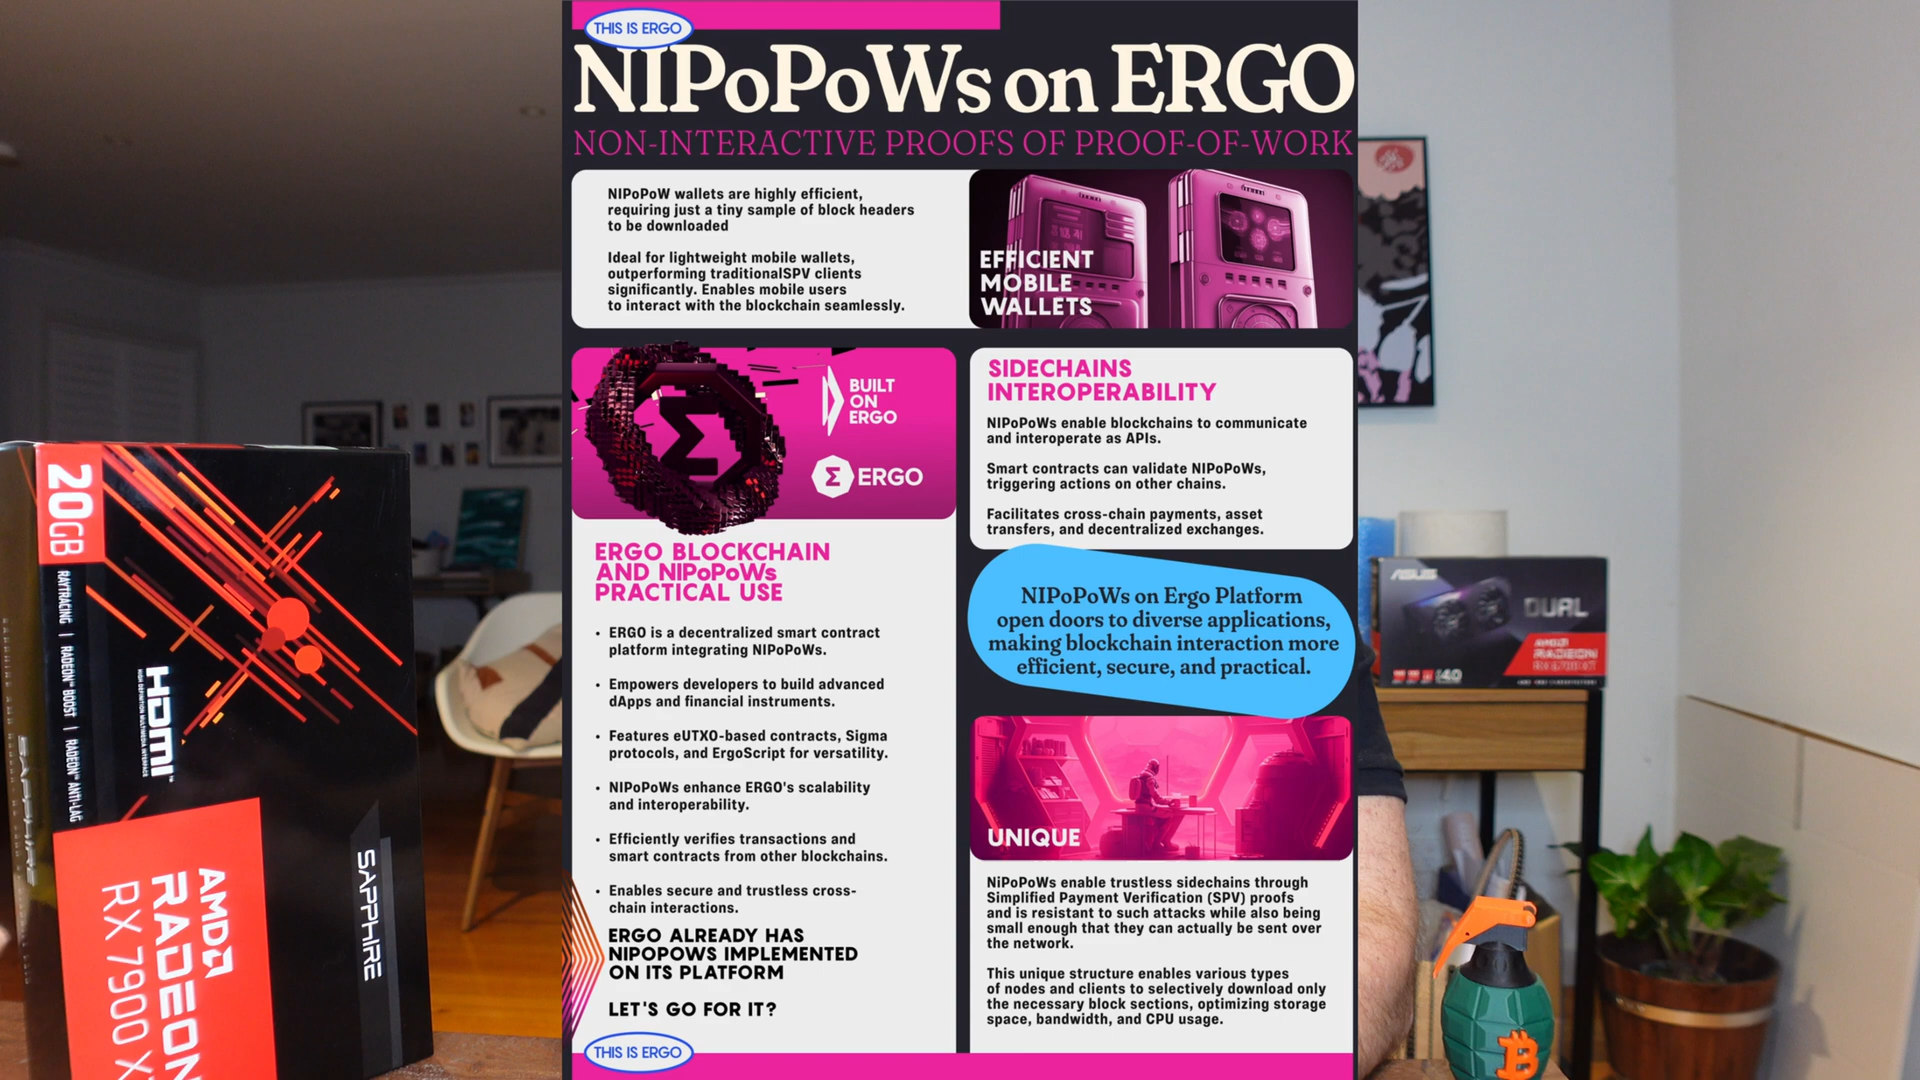 THIS IS ERGO
NIPoPoWs on ERGO
NON-INTERACTIVE PROOFS OF PROOF-OF-WORK
NIPoPoW wallets are highly efficient,
requiring just a tiny sample of block headers
to be downloaded
Ideal for lightweight mobile wallets,
outperforming traditionalSPV clients
significantly. Enables mobile users
to interact with the blockchain seamlessly.
EFFICIENT
MOBILE
WALLETS
BUILT
ON
ERGO
ERGO
ERGO BLOCKCHAIN
AND NIPoPoWs
PRACTICAL USE
• ERGO is a decentralized smart contract
platform integrating NIPoPoWs.
• Empowers developers to build advanced
dApps and financial instruments.
• Features eUTXO-based contracts, Sigma
protocols, and ErgoScript for versatility.
• NIPoPoWs enhance ERGO's scalability
and interoperability.
• Efficiently verifies transactions and
smart contracts from other blockchains.
• Enables secure and trustless cross-
chain interactions.
ERGO ALREADY HAS
NIPOPOWS IMPLEMENTED
ON ITS PLATFORM
LET'S GO FOR IT?
THIS IS ERGO
SIDECHAINS
INTEROPERABILITY
NIPoPoWs enable blockchains to communicate
and interoperate as APIs.
Smart contracts can validate NIPoPoWs,
triggering actions on other chains.
Facilitates cross-chain payments, asset
transfers, and decentralized exchanges.
NIPoPoWs on Ergo Platform
open doors to diverse applications,
making blockchain interaction more
efficient, secure, and practical.
UNIQUE
NiPoPoWs enable trustless sidechains through
Simplified Payment Verification (SPV) proofs
and is resistant to such attacks while also being
small enough that they can actually be sent over
the network.
This unique structure enables various types
of nodes and clients to selectively download only
the necessary block sections, optimizing storage
space, bandwidth, and CPU usage.
20GB
RAYTRACING | RADEON™ BOOST | RADEON™ ANTI-LAG
HDMI™
HIGH-DEFINITION MULTIMEDIA INTERFACE
SAPPHIRE
AMD
RADEON
RX 7900 X
SAPPHIRE
ASUS
DUAL
AMD
RADEON